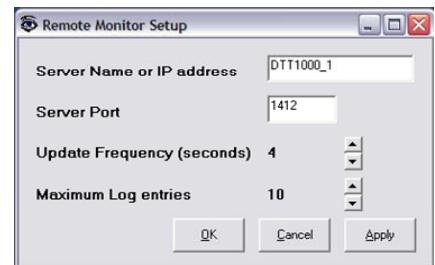 Remote Monitor Setup
Server Name or IP address DTT1000_1
Server Port 1412
Update Frequency (seconds) 4
Maximum Log entries 10
OK Cancel Apply